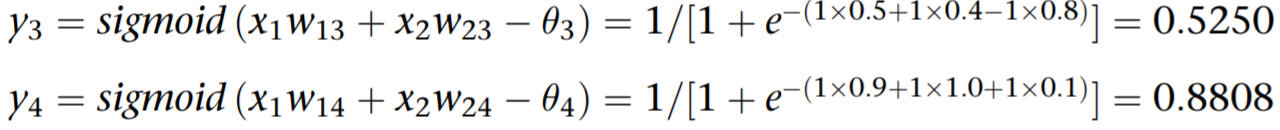 y₃ = sigmoid (x₁w₁₃ + x₂w₂₃ − θ₃) = 1/[1 + e^−(1×0.5+1×0.4−1×0.8)] = 0.5250
y₄ = sigmoid (x₁w₁₄ + x₂w₂₄ − θ₄) = 1/[1 + e^−(1×0.9+1×1.0+1×0.1)] = 0.8808